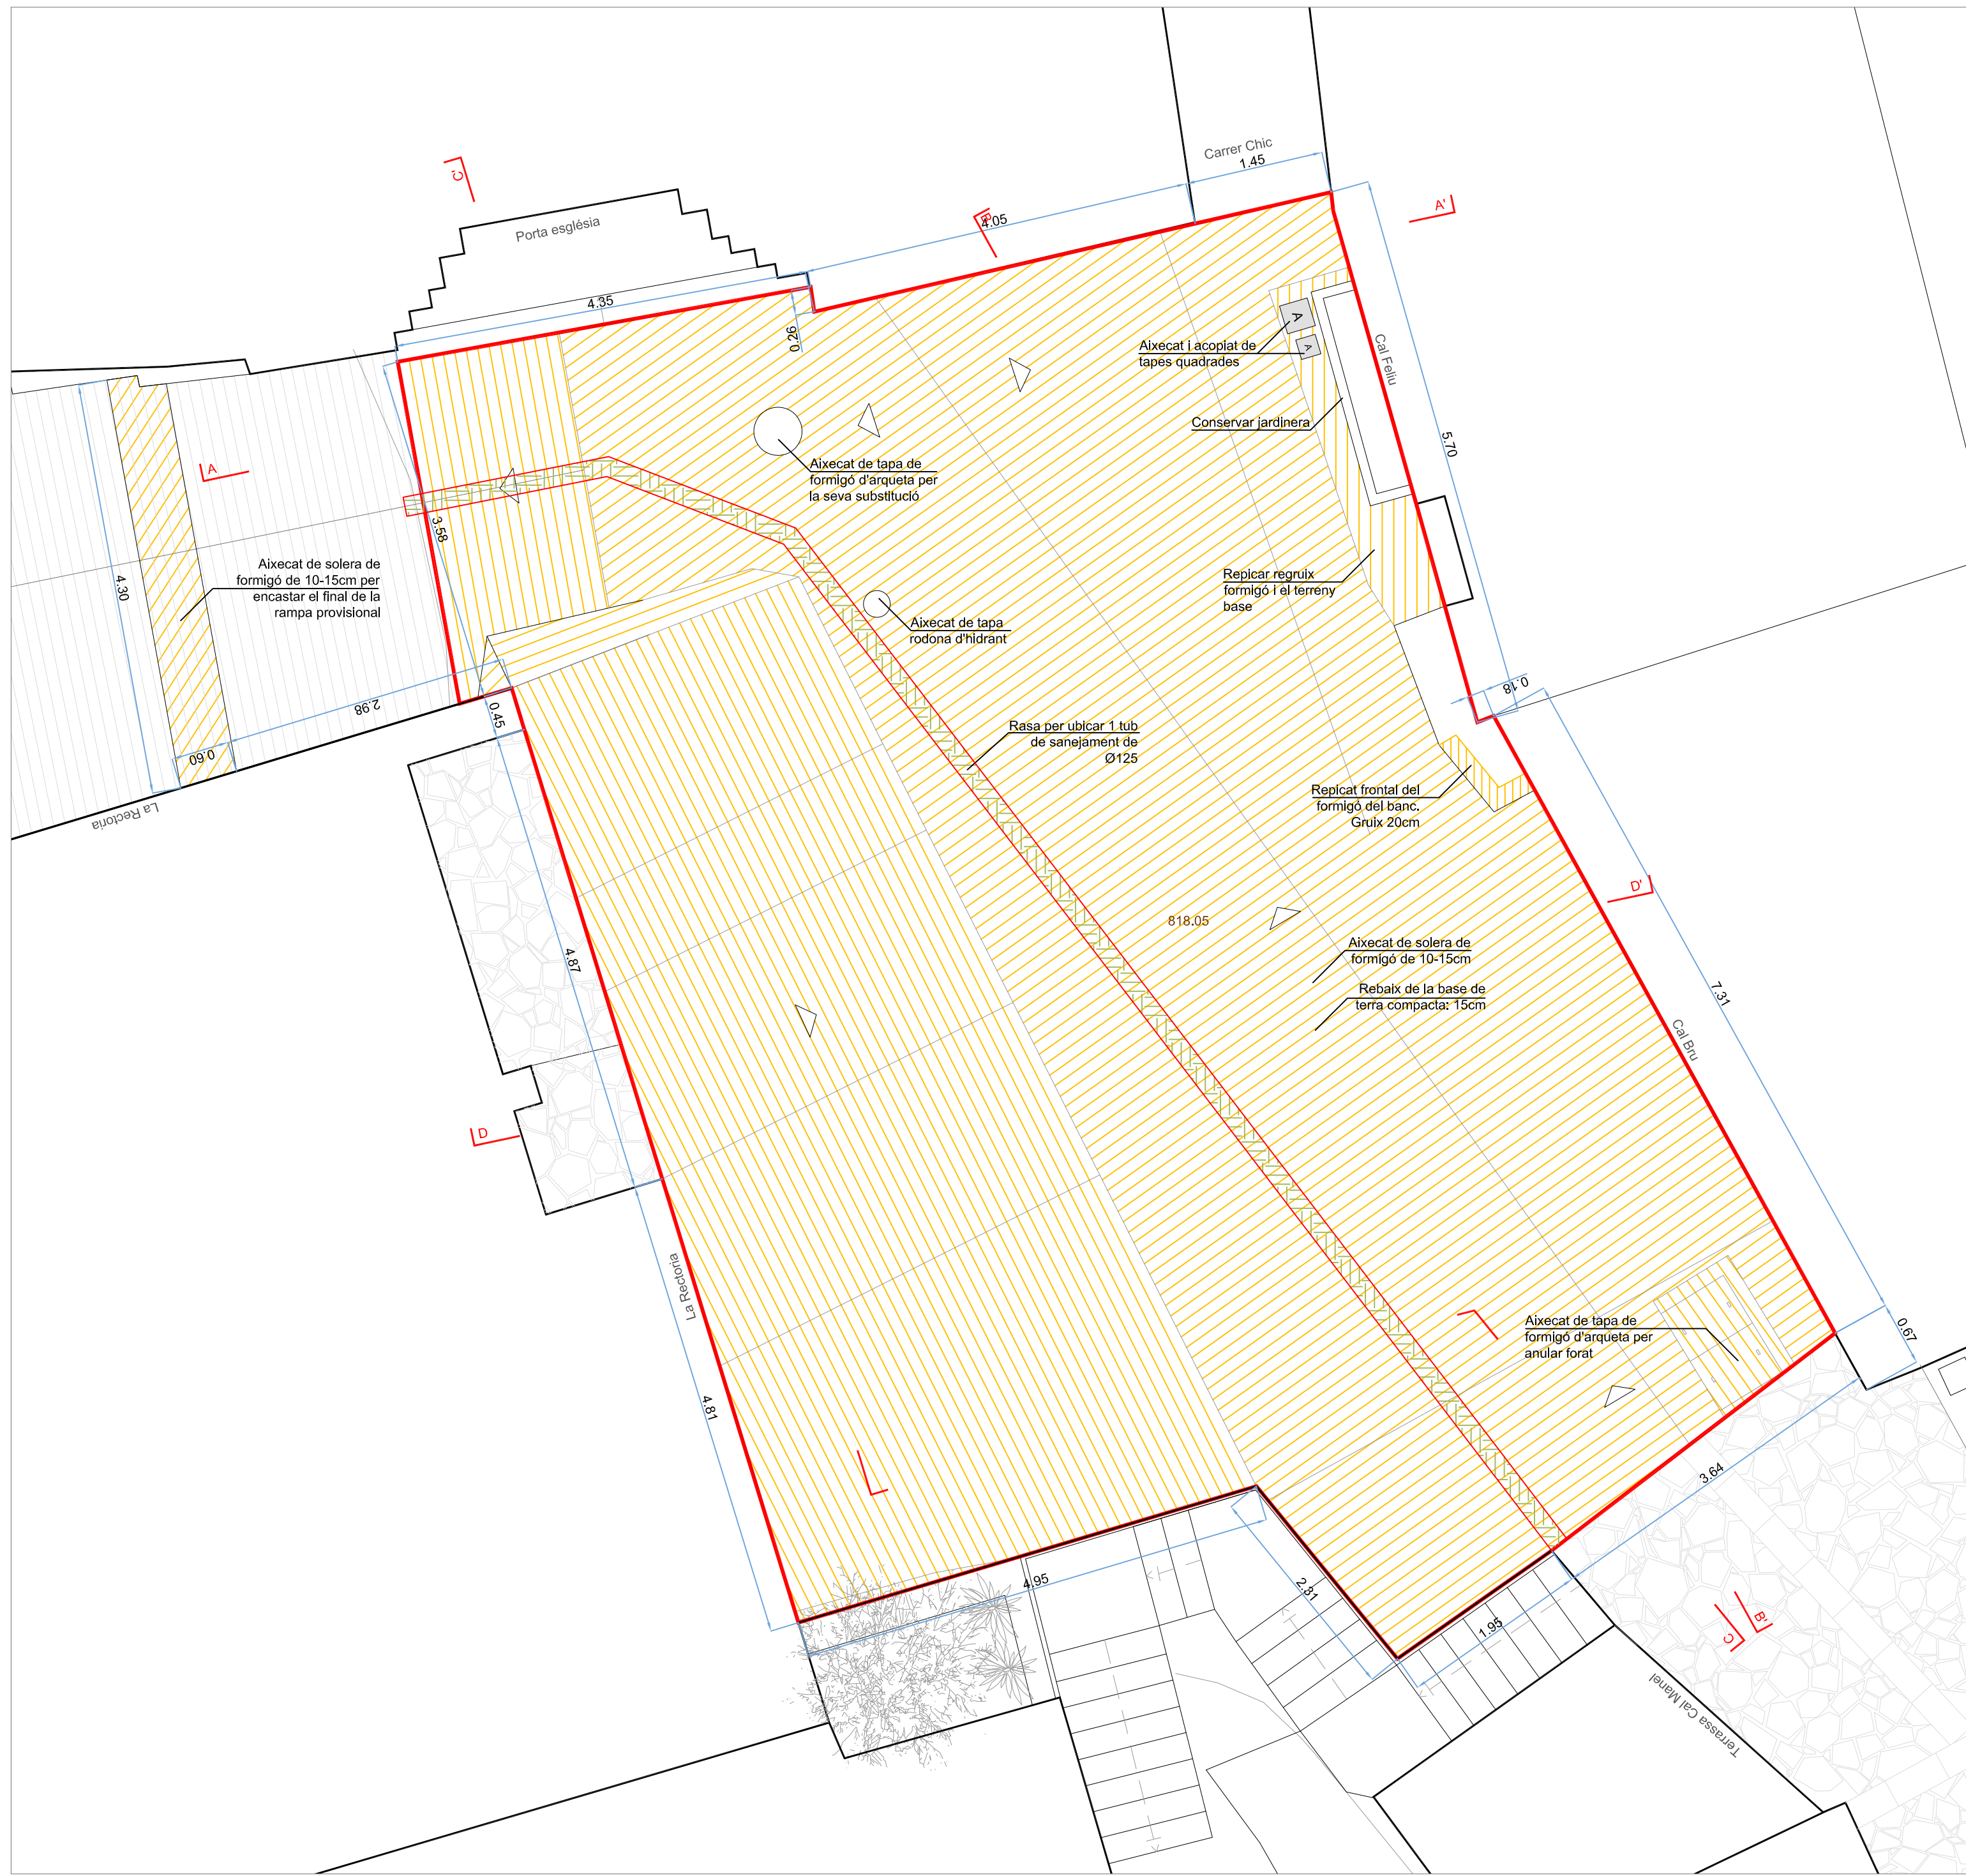 Carrer Chic
1.45
C'
A'
B
4.05
Porta església
4.35
0.26
A
A
Aixecat i acopiat de
tapes quadrades
Cal Feliu
Conservar jardinera
5.70
A
Aixecat de tapa de
formigó d'arqueta per
la seva substitució
3.58
Aixecat de solera de
formigó de 10-15cm per
encastar el final de la
rampa provisional
4.30
Repicar regruix
formigó i el terreny
base
Aixecat de tapa
rodona d'hidrant
0.18
2.98
0.45
0.60
Rasa per ubicar 1 tub
de sanejament de
Ø125
La Rectoria
Repicat frontal del
formigó del banc.
Gruix 20cm
D'
818.05
Aixecat de solera de
formigó de 10-15cm
4.87
Rebaix de la base de
terra compacta: 15cm
7.31
Cal Bru
D
La Rectoria
Aixecat de tapa de
formigó d'arqueta per
anular forat
0.67
4.81
3.64
4.95
2.31
1.95
B'
C
Terrassa Cal Manel